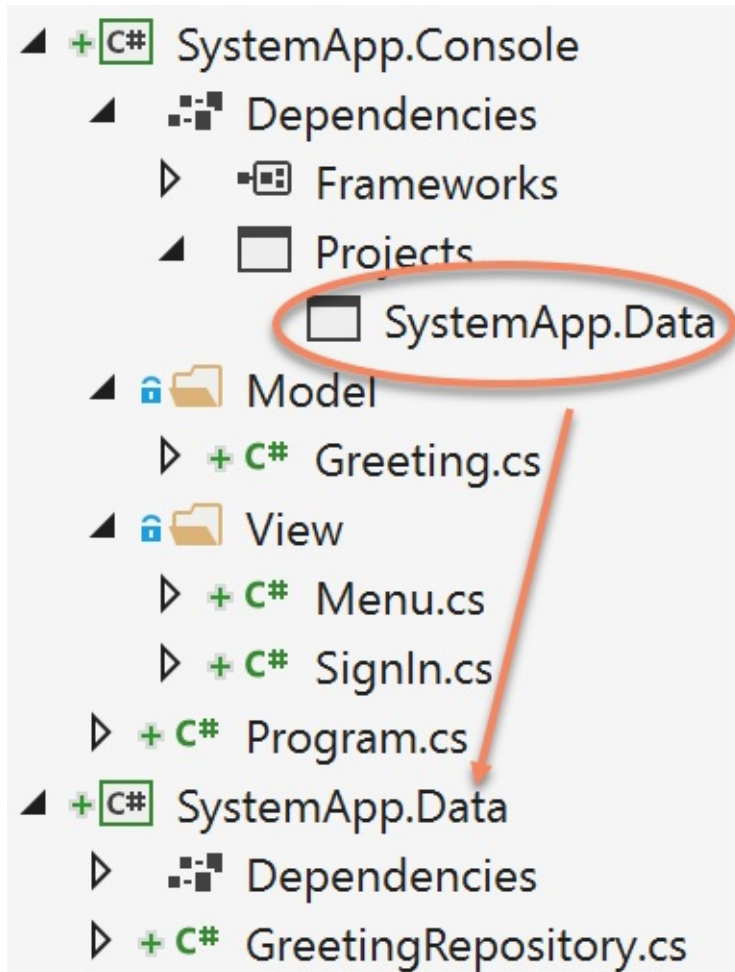 + C# SystemApp.Console
Dependencies
Frameworks
Projects
SystemApp.Data
Model
+ C# Greeting.cs
View
+ C# Menu.cs
+ C# SignIn.cs
+ C# Program.cs
+ C# SystemApp.Data
Dependencies
+ C# GreetingRepository.cs